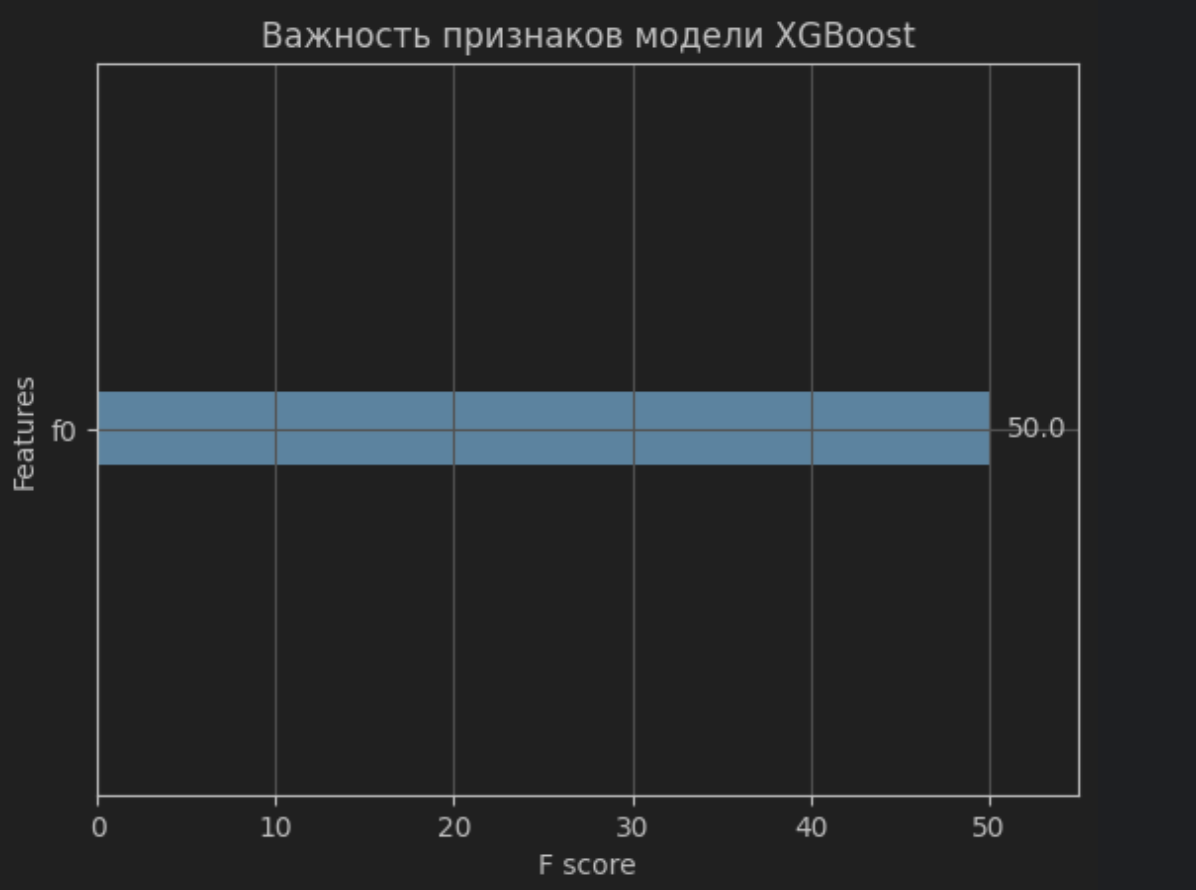 Важность признаков модели XGBoost
Features
f0
50.0
0 10 20 30 40 50
F score